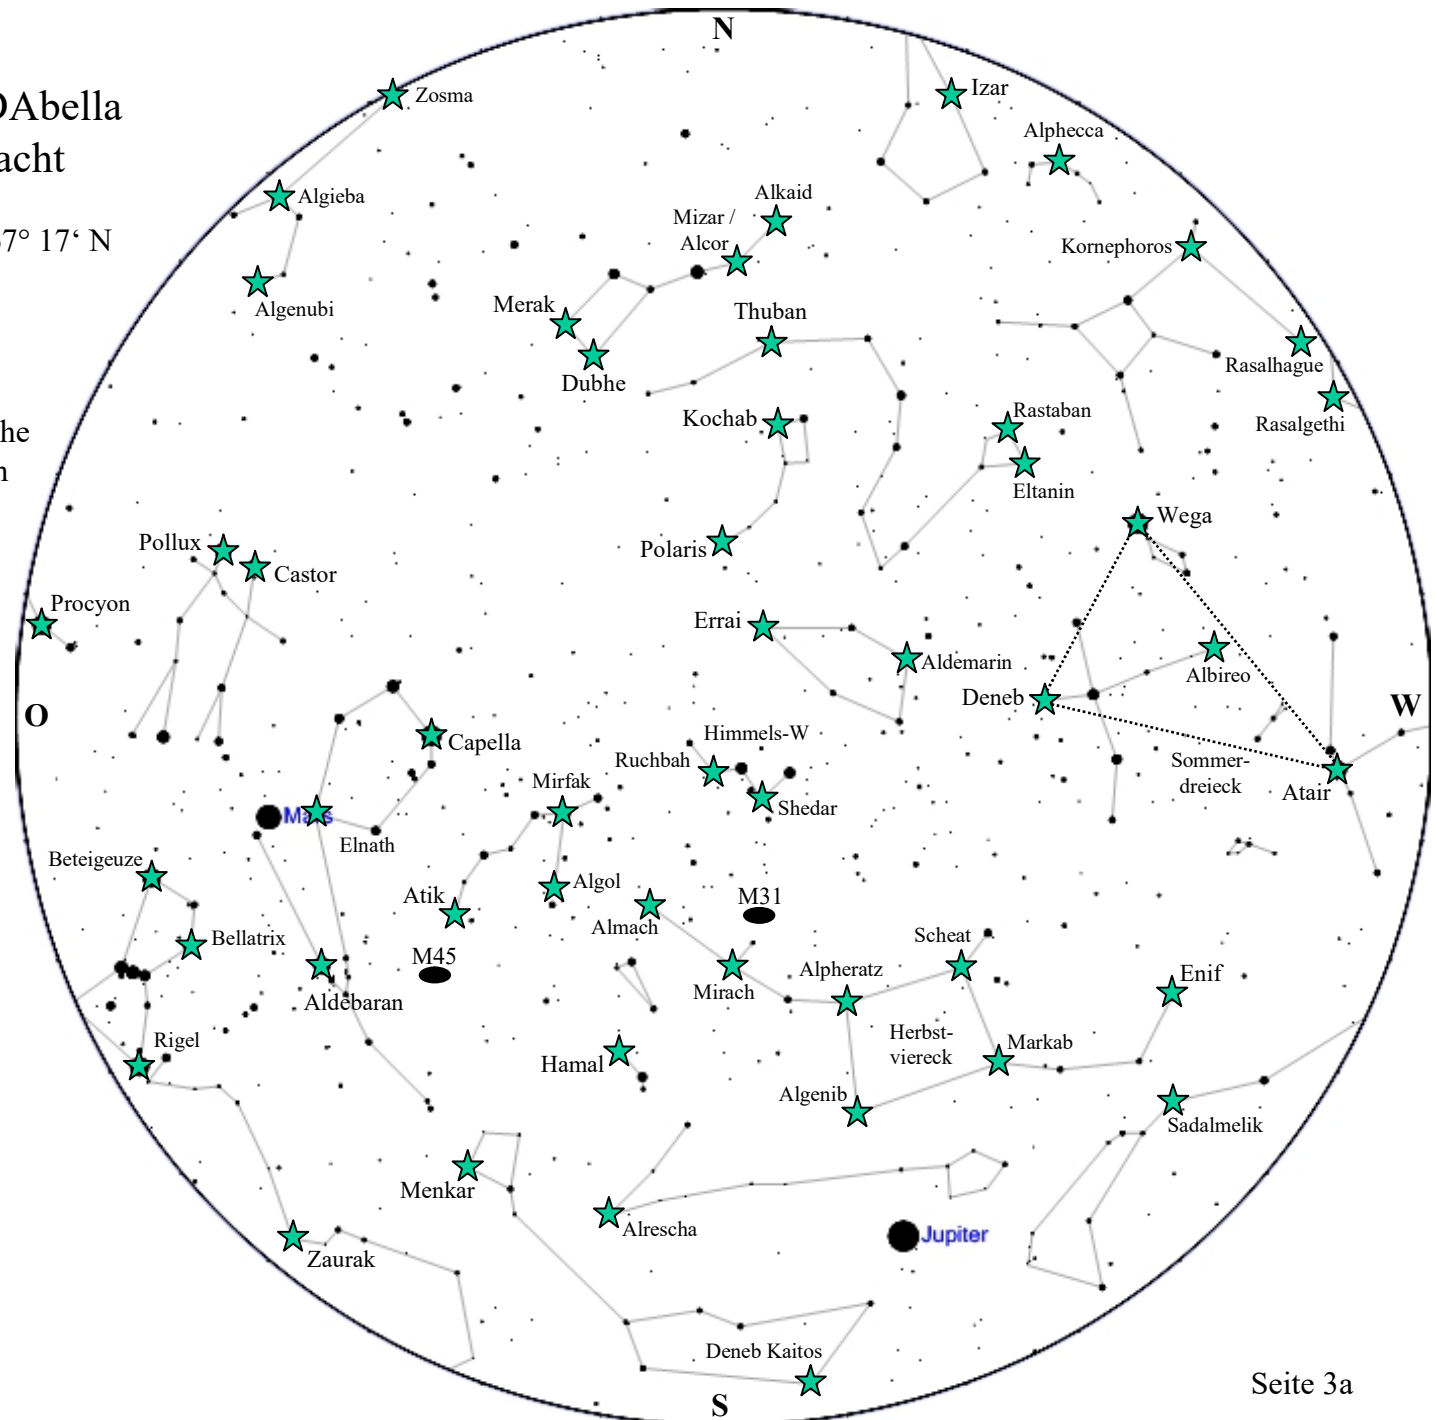 N
Zosma
Izar
Abella
Alphecca
acht
Algieba
Alkaid
Mizar /
Alcor
7° 17‘ N
Kornephoros
Algenubi
Merak
Thuban
Rasalhague
Dubhe
Rasalgethi
Kochab
Rastaban
he
n
Eltanin
Wega
Pollux
Polaris
Castor
Procyon
Errai
Aldemarin
Albireo
Deneb
O
W
Himmels-W
Capella
Ruchbah
Sommer-
dreieck
Mirfak
Atair
Shedar
Mars
Elnath
Beteigeuze
Algol
Atik
M31
Almach
Bellatrix
Scheat
M45
Alpheratz
Enif
Mirach
Aldebaran
Herbst-
viereck
Rigel
Markab
Hamal
Algenib
Sadalmelik
Menkar
Alrescha
Jupiter
Zaurak
Deneb Kaitos
Seite 3a
S